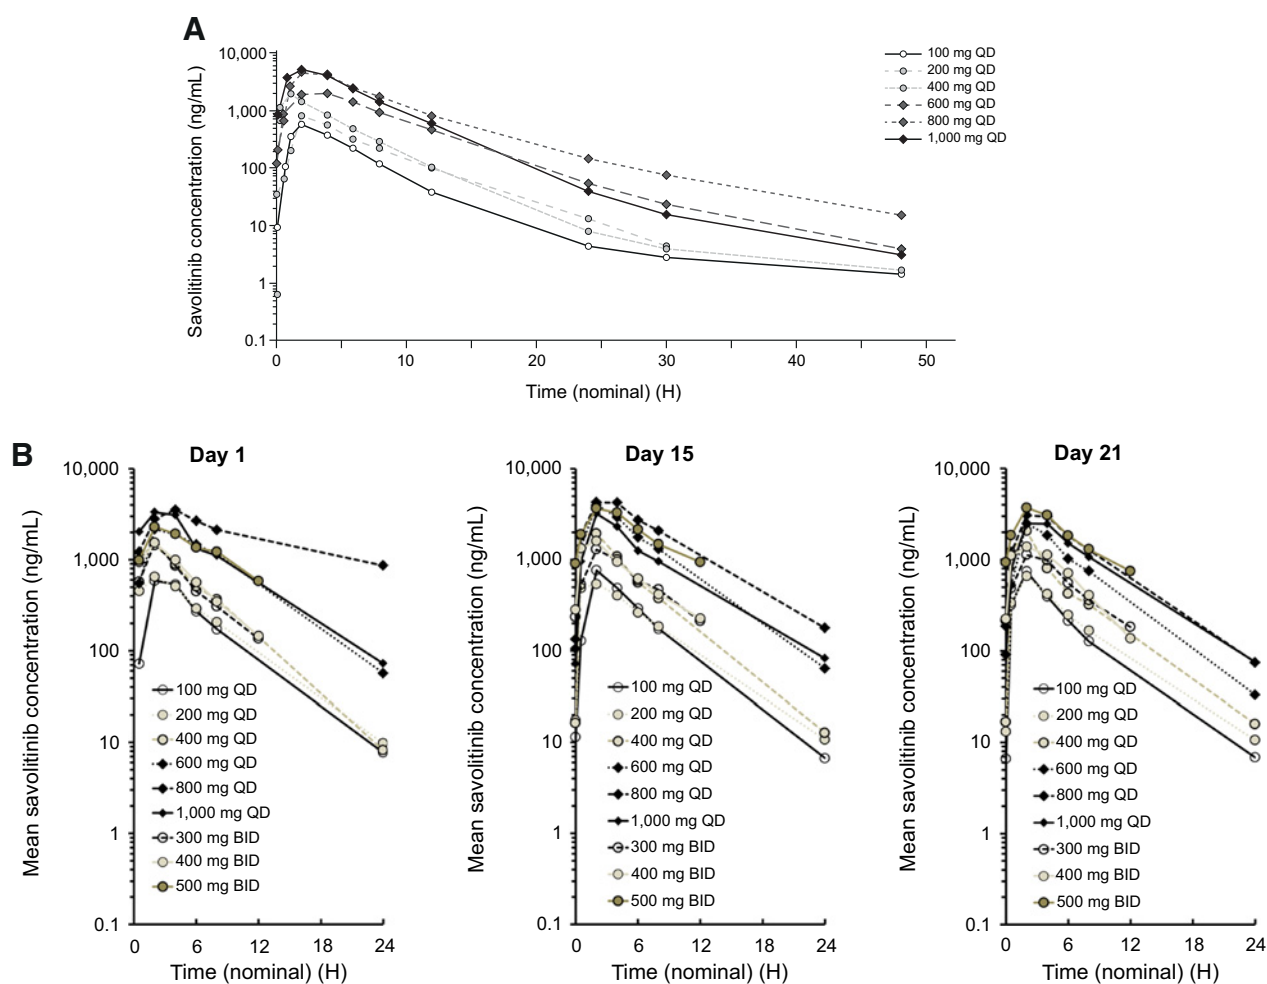 A
Savolitinib concentration (ng/mL)
10,000
1,000
100
10
1
0.1
0 10 20 30 40 50
Time (nominal) (H)
100 mg QD
200 mg QD
400 mg QD
600 mg QD
800 mg QD
1,000 mg QD
B
Day 1
Mean savolitinib concentration (ng/mL)
10,000
1,000
100
10
1
0.1
100 mg QD
200 mg QD
400 mg QD
600 mg QD
800 mg QD
1,000 mg QD
300 mg BID
400 mg BID
500 mg BID
0 6 12 18 24
Time (nominal) (H)
Day 15
Mean savolitinib concentration (ng/mL)
10,000
1,000
100
10
1
0.1
100 mg QD
200 mg QD
400 mg QD
600 mg QD
800 mg QD
1,000 mg QD
300 mg BID
400 mg BID
500 mg BID
0 6 12 18 24
Time (nominal) (H)
Day 21
Mean savolitinib concentration (ng/mL)
10,000
1,000
100
10
1
0.1
100 mg QD
200 mg QD
400 mg QD
600 mg QD
800 mg QD
1,000 mg QD
300 mg BID
400 mg BID
500 mg BID
0 6 12 18 24
Time (nominal) (H)